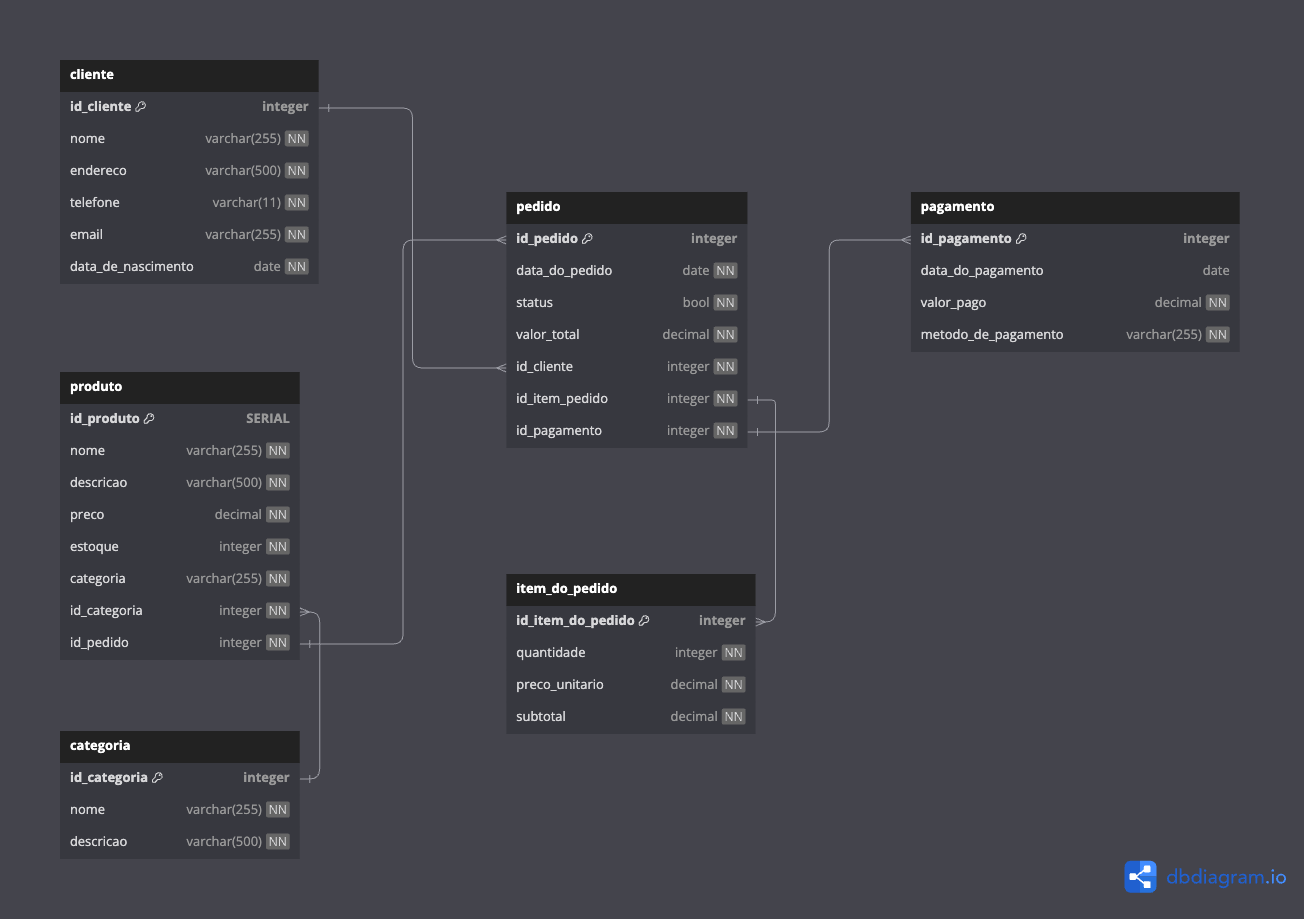 cliente
id_cliente integer
nome varchar(255) NN
endereco varchar(500) NN
telefone varchar(11) NN
email varchar(255) NN
data_de_nascimento date NN
pedido
id_pedido integer
data_do_pedido date NN
status bool NN
valor_total decimal NN
id_cliente integer NN
id_item_pedido integer NN
id_pagamento integer NN
pagamento
id_pagamento integer
data_do_pagamento date
valor_pago decimal NN
metodo_de_pagamento varchar(255) NN
produto
id_produto SERIAL
nome varchar(255) NN
descricao varchar(500) NN
preco decimal NN
estoque integer NN
categoria varchar(255) NN
id_categoria integer NN
id_pedido integer NN
item_do_pedido
id_item_do_pedido integer
quantidade integer NN
preco_unitario decimal NN
subtotal decimal NN
categoria
id_categoria integer
nome varchar(255) NN
descricao varchar(500) NN
dbdiagram.io